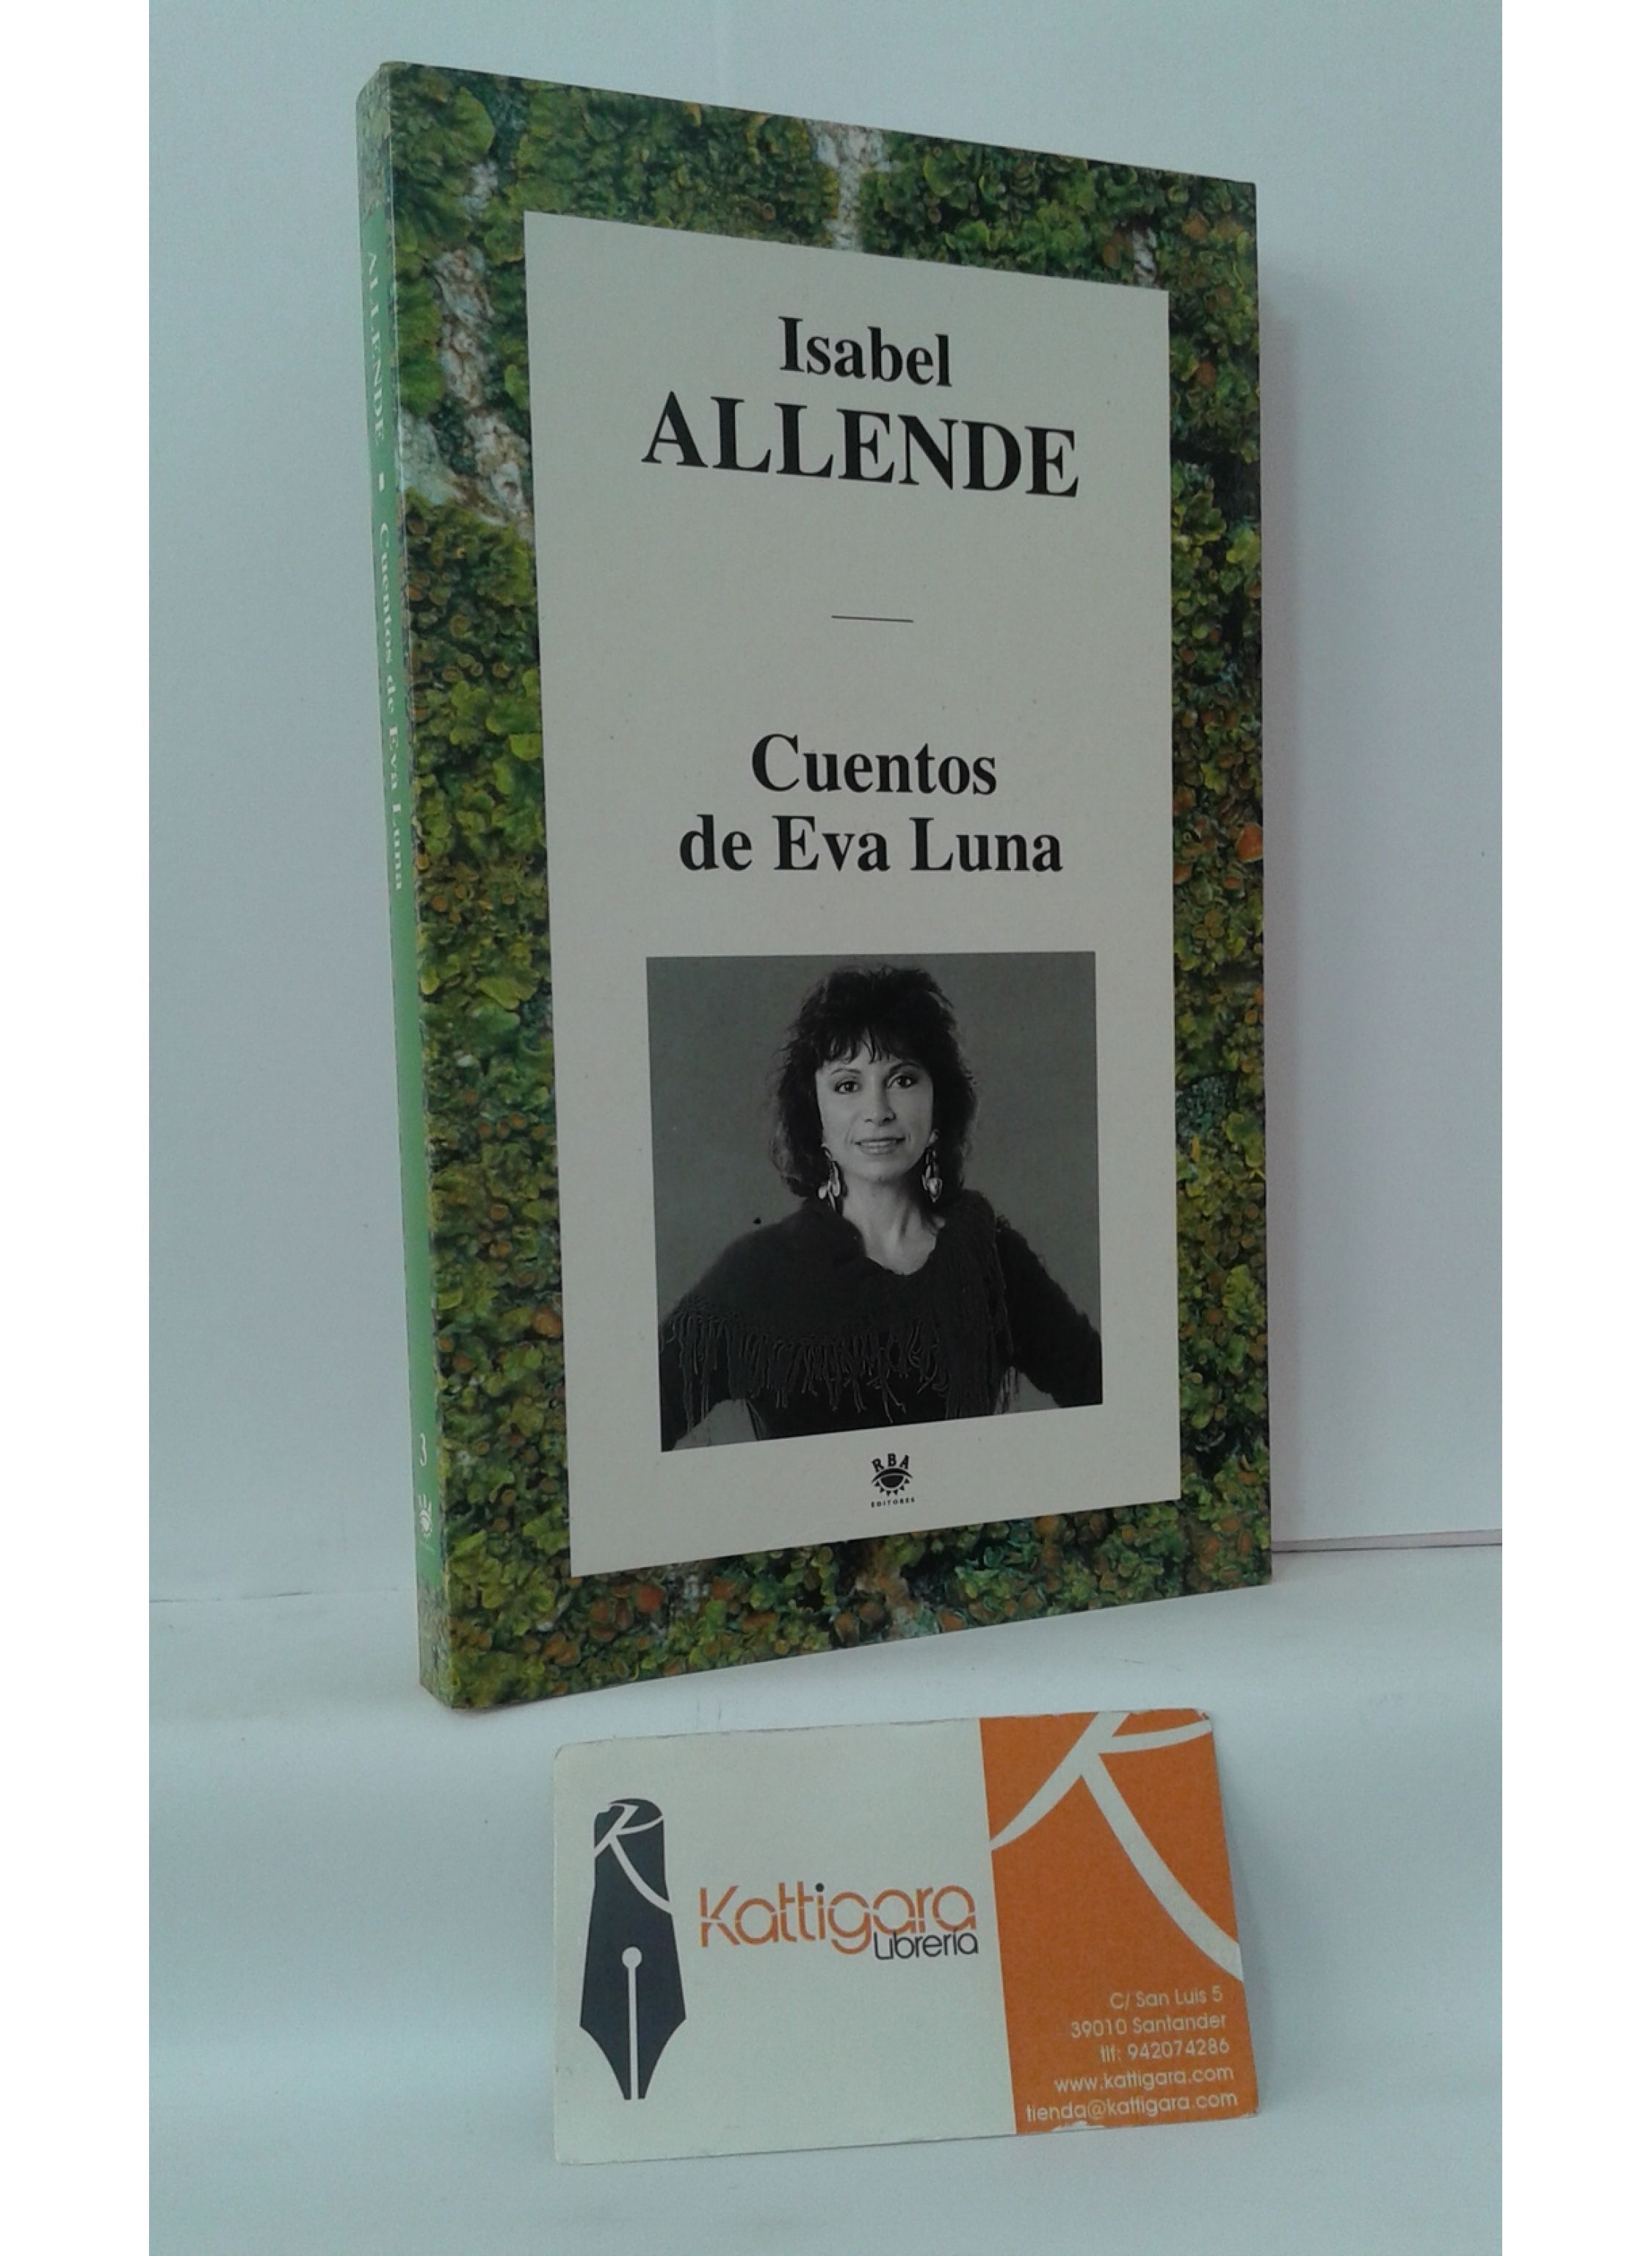 ALLENDE ▪ Cuentos de Eva Luna
3
Isabel
ALLENDE
Cuentos
de Eva Luna
RBA
EDITORES
K
Kattigara
Librería
C/ San Luis 5
39010 Santander
tlf: 942074286
www.kattigara.com
tienda@kattigara.com